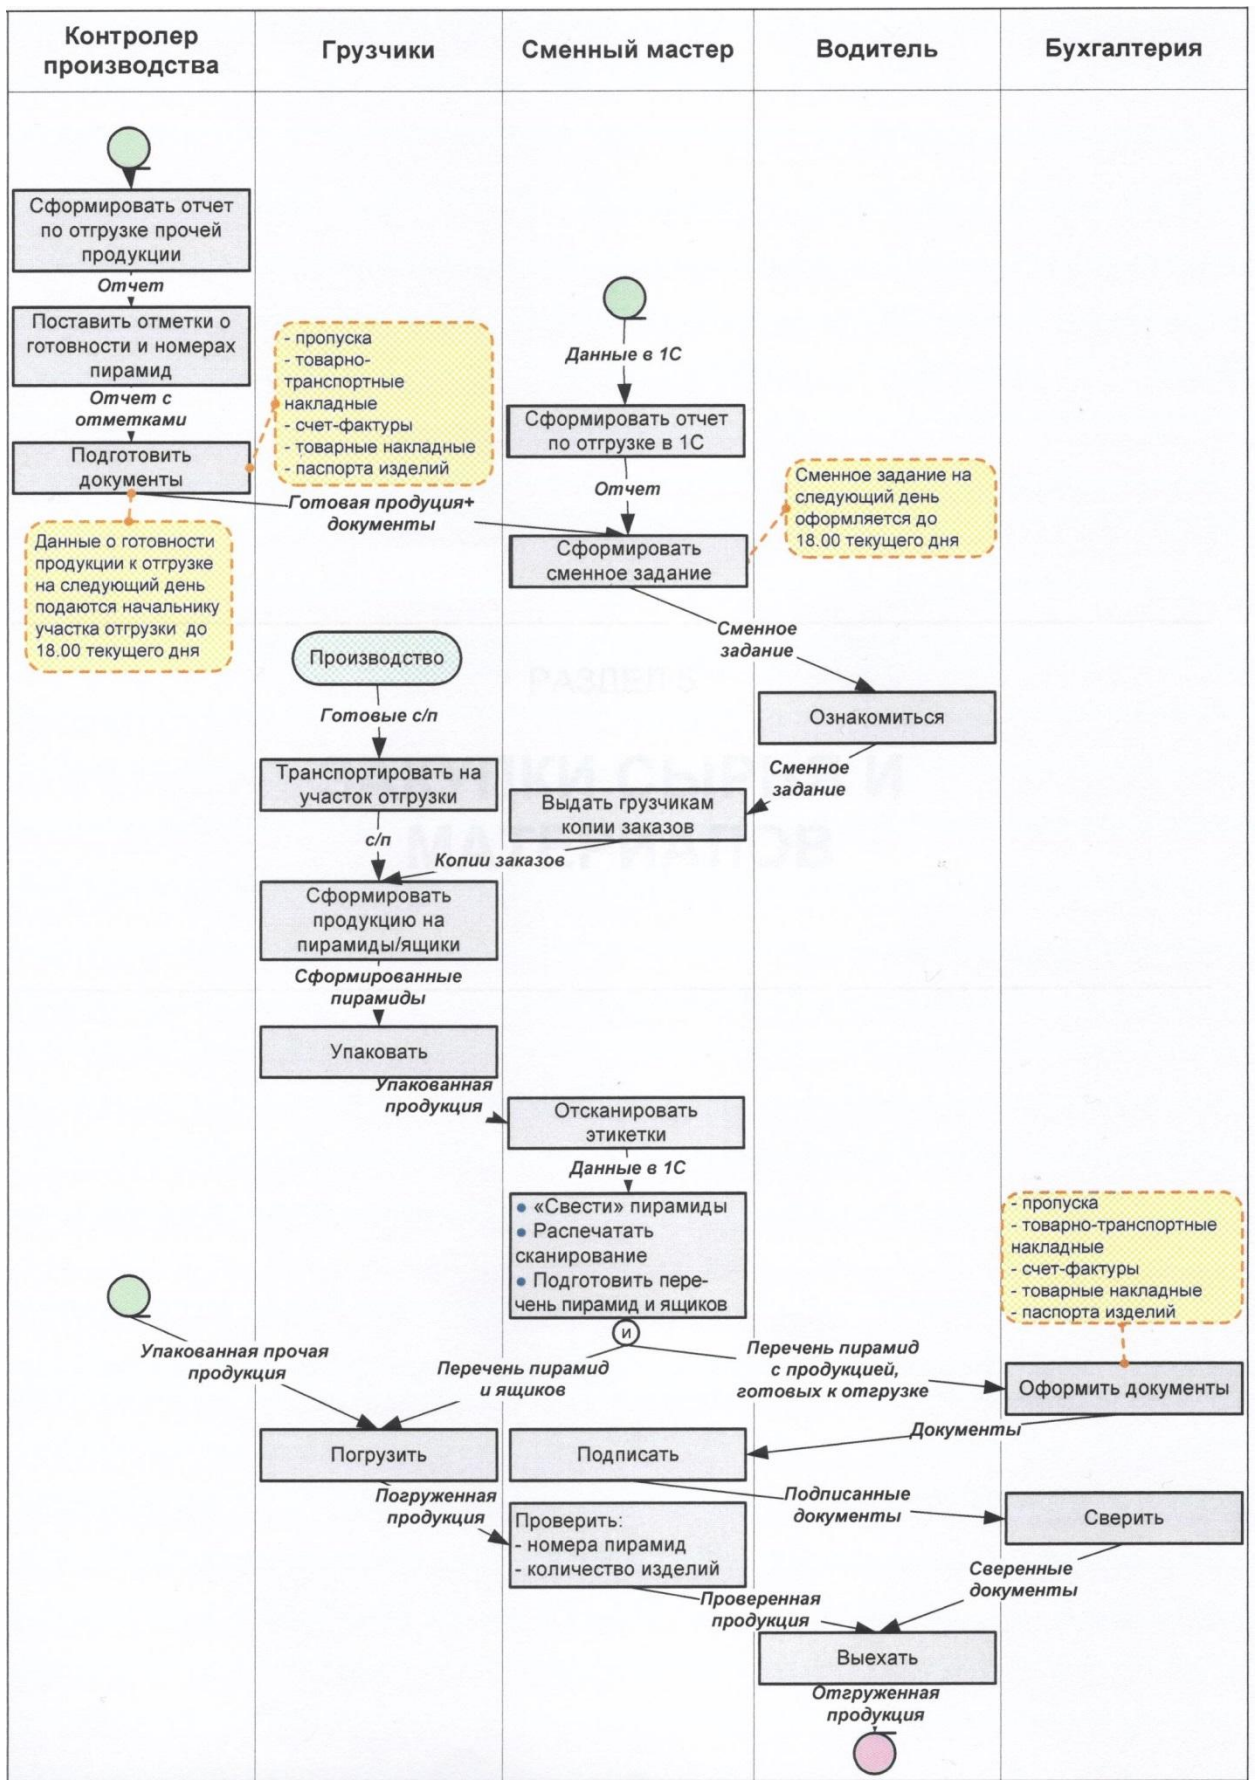 Контролер
производства
Грузчики
Сменный мастер
Водитель
Бухгалтерия
Сформировать отчет
по отгрузке прочей
продукции
Отчет
Поставить отметки о
готовности и номерах
пирамид
Отчет с
отметками
Подготовить
документы
- пропуска
- товарно-
транспортные
накладные
- счет-фактуры
- товарные накладные
- паспорта изделий
Данные в 1С
Сформировать отчет
по отгрузке в 1С
Отчет
Готовая продуция+
документы
Сменное задание на
следующий день
оформляется до
18.00 текущего дня
Сформировать
сменное задание
Данные о готовности
продукции к отгрузке
на следующий день
подаются начальнику
участка отгрузки до
18.00 текущего дня
Сменное
задание
Производство
Готовые с/п
Ознакомиться
Транспортировать на
участок отгрузки
Сменное
задание
Выдать грузчикам
копии заказов
с/п
Копии заказов
Сформировать
продукцию на
пирамиды/ящики
Сформированные
пирамиды
Упаковать
Упакованная
продукция
Отсканировать
этикетки
Данные в 1С
• «Свести» пирамиды
• Распечатать
сканирование
• Подготовить пере-
чень пирамид и ящиков
и
- пропуска
- товарно-транспортные
накладные
- счет-фактуры
- товарные накладные
- паспорта изделий
Упакованная прочая
продукция
Перечень пирамид
и ящиков
Перечень пирамид
с продукцией,
готовых к отгрузке
Оформить документы
Документы
Погрузить
Подписать
Погруженная
продукция
Подписанные
документы
Сверить
Проверить:
- номера пирамид
- количество изделий
Сверенные
документы
Проверенная
продукция
Выехать
Отгруженная
продукция
РАЗДЕЛ 5
МАТЕРИАЛОВ